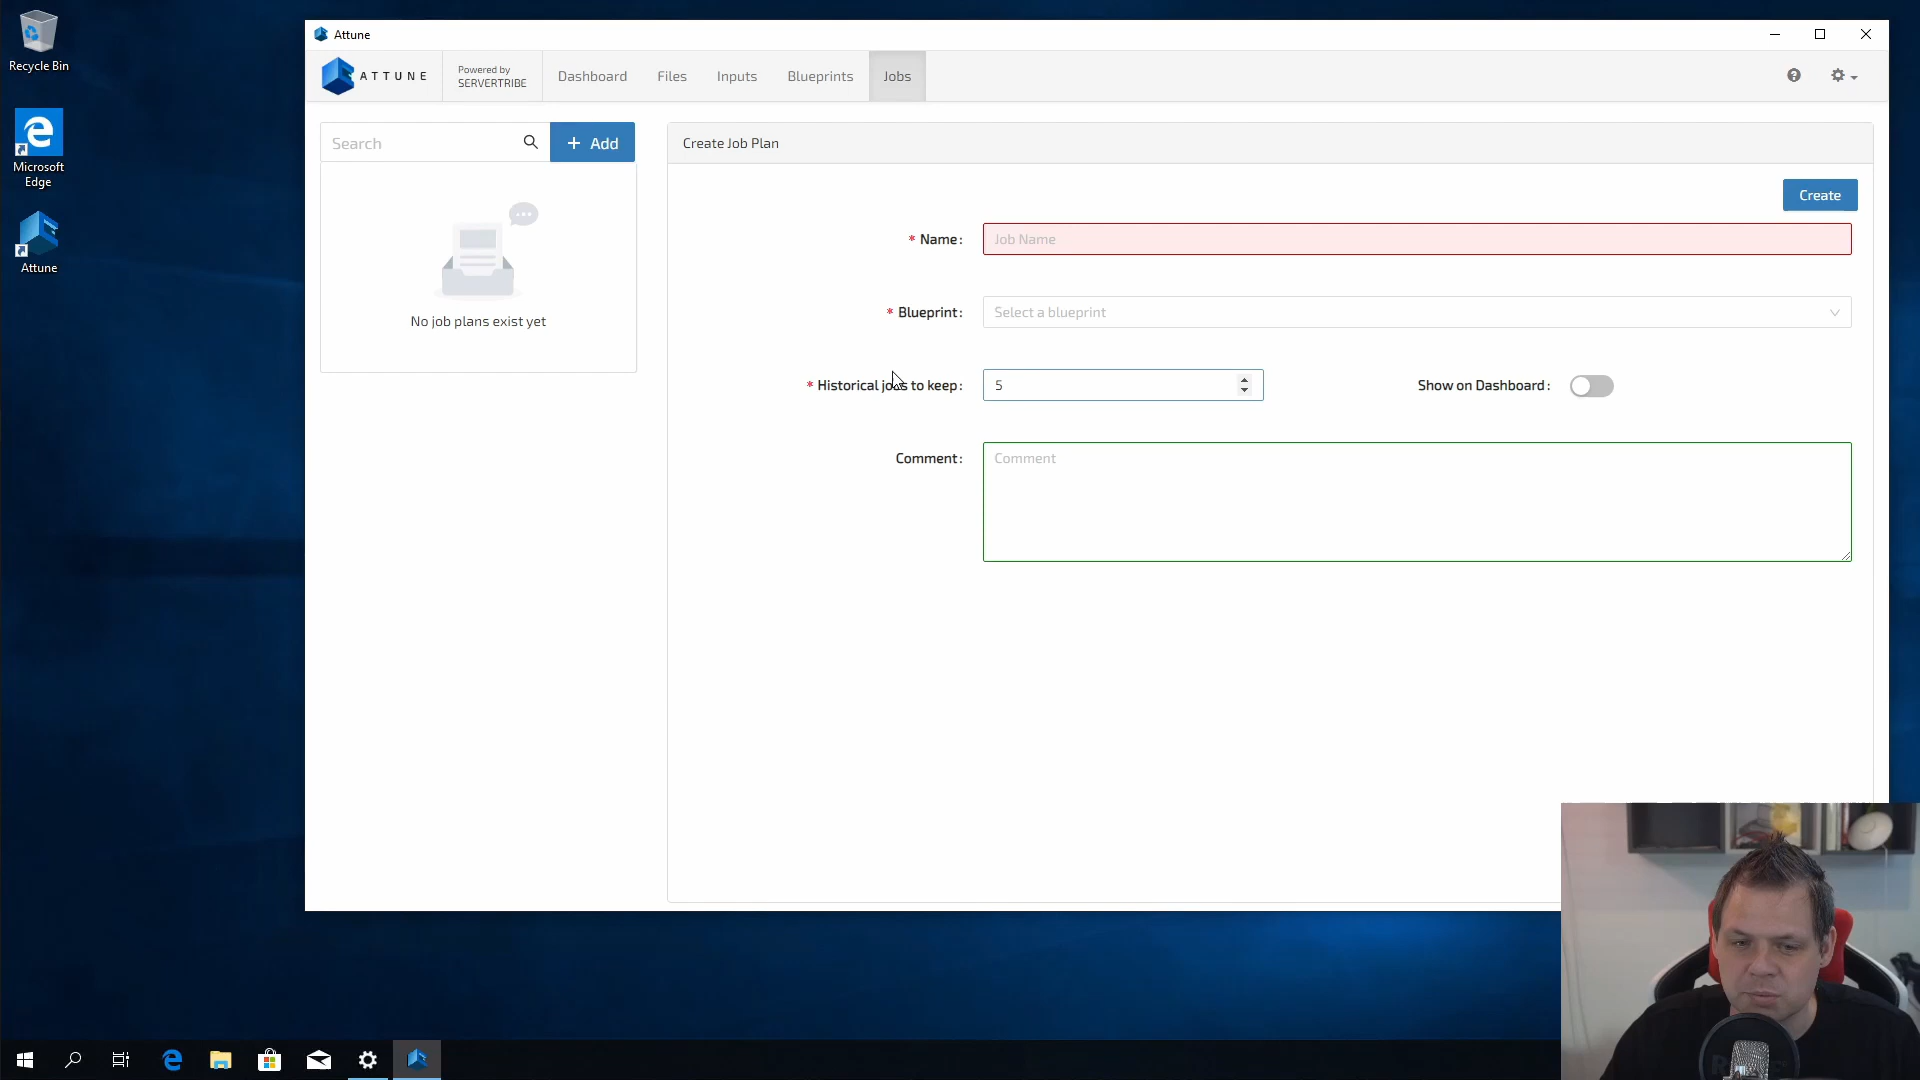 Recycle Bin
Microsoft
Edge
Attune
Attune
ATTUNE
Powered by
SERVERTRIBE
Dashboard
Files
Inputs
Blueprints
Jobs
Search
+ Add
No job plans exist yet
Create Job Plan
Create
* Name:
Job Name
* Blueprint:
Select a blueprint
* Historical jobs to keep:
5
Show on Dashboard:
Comment:
Comment